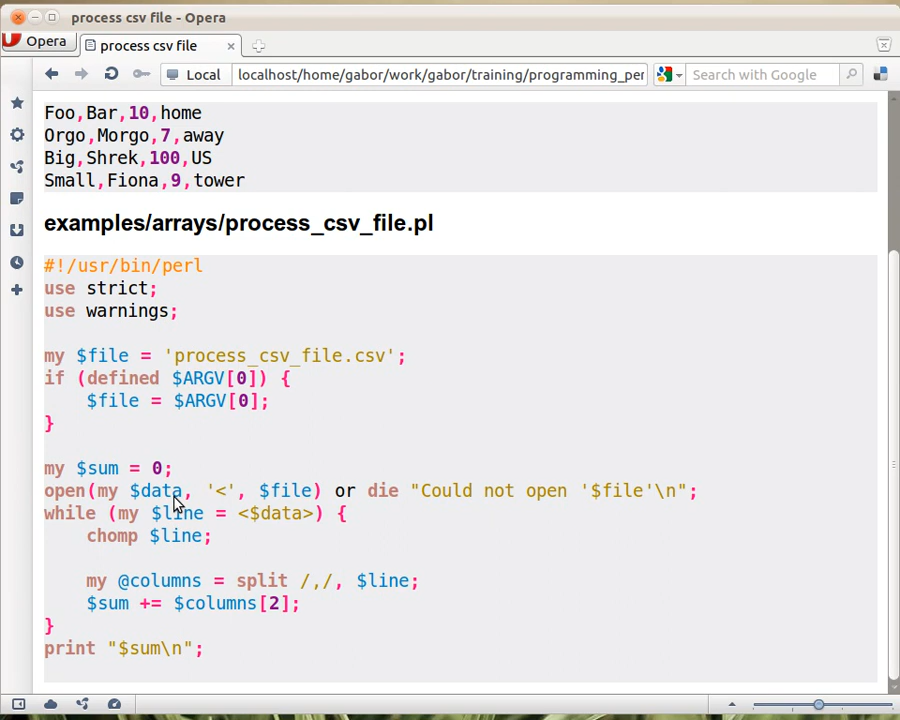 process csv file - Opera
Opera
process csv file
Local
localhost/home/gabor/work/gabor/training/programming_per
Search with Google
Foo,Bar,10,home
Orgo,Morgo,7,away
Big,Shrek,100,US
Small,Fiona,9,tower
examples/arrays/process_csv_file.pl
#!/usr/bin/perl
use strict;
use warnings;
my $file = 'process_csv_file.csv';
if (defined $ARGV[0]) {
    $file = $ARGV[0];
}
my $sum = 0;
open(my $data, '<', $file) or die "Could not open '$file'\n";
while (my $line = <$data>) {
    chomp $line;
    my @columns = split /,/, $line;
    $sum += $columns[2];
}
print "$sum\n";